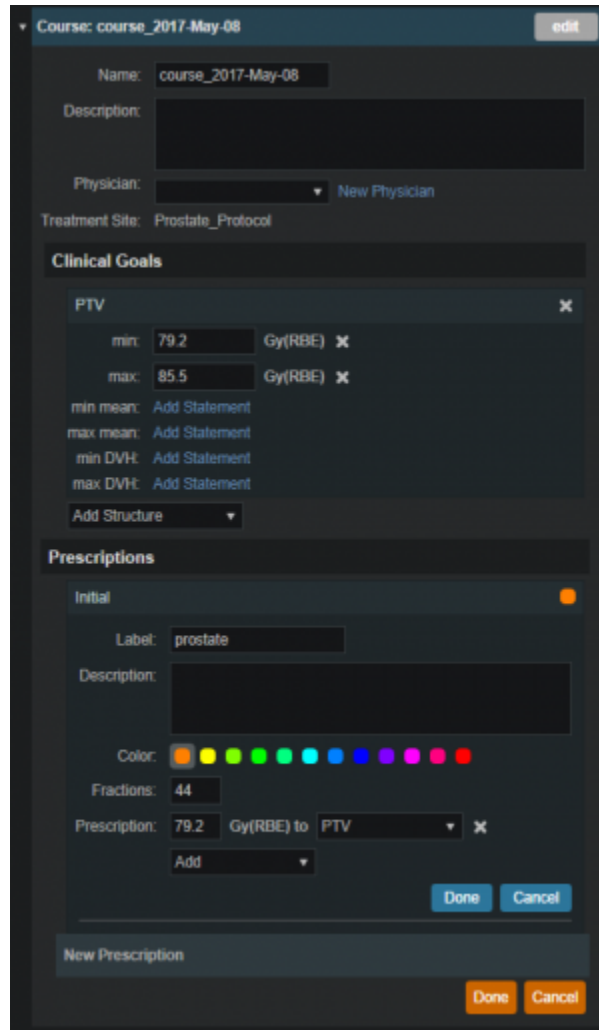 Course: course_2017-May-08 edit
Name: course_2017-May-08
Description:
Physician: New Physician
Treatment Site: Prostate_Protocol
Clinical Goals
PTV
min: 79.2 Gy(RBE)
max: 85.5 Gy(RBE)
min mean: Add Statement
max mean: Add Statement
min DVH: Add Statement
max DVH: Add Statement
Add Structure
Prescriptions
Initial
Label: prostate
Description:
Color:
Fractions: 44
Prescription: 79.2 Gy(RBE) to PTV
Add
Done Cancel
New Prescription
Done Cancel